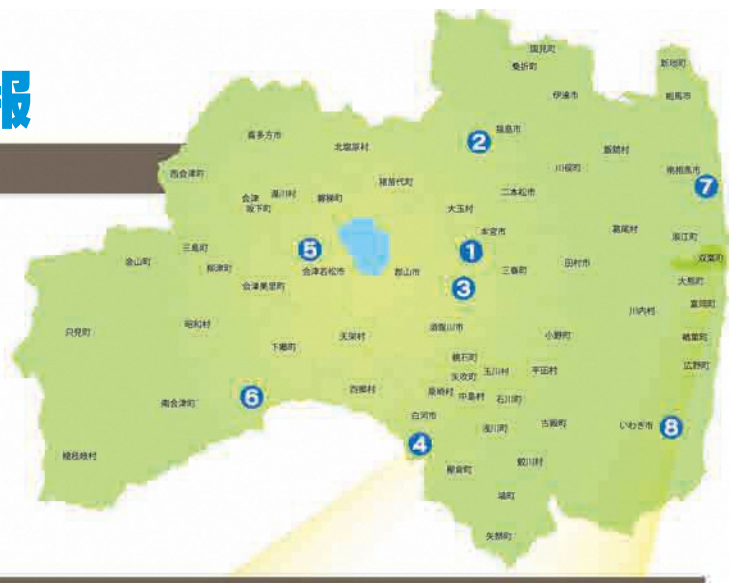 報
国見町
桑折町
新地町
伊達市
相馬市
喜多方市
北塩原村
②
福島市
飯舘村
西会津町
猪苗代町
川俣町
南相馬市
⑦
会津
坂下町
湯川村
磐梯町
二本松市
大玉村
本宮市
葛尾村
浪江町
三島町
⑤
①
双葉町
金山町
柳津町
会津若松市
郡山市
三春町
田村市
大熊町
会津美里町
③
富岡町
川内村
只見町
昭和村
天栄村
須賀川市
小野町
楢葉町
下郷町
鏡石町
広野町
矢吹町
玉川村
平田村
南会津町
⑥
西郷村
泉崎村
中島村
石川町
白河市
浅川町
古殿町
いわき市
⑧
④
檜枝岐村
棚倉町
鮫川村
塙町
矢祭町